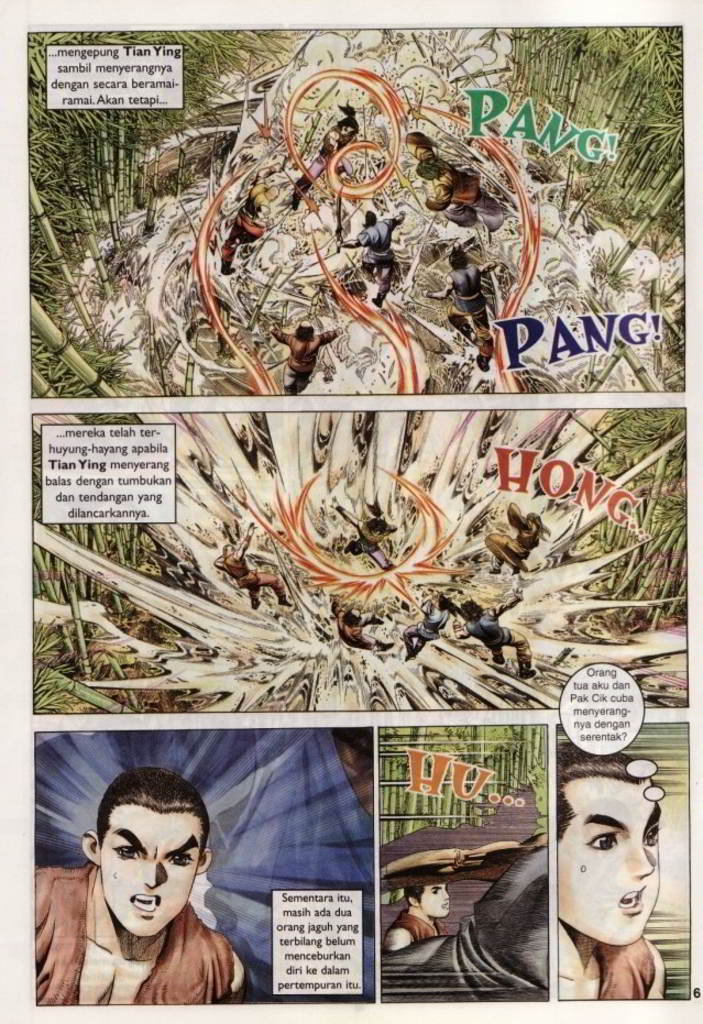 ...mengepung Tian Ying
sambil menyerangnya
dengan secara beramai-
ramai. Akan tetapi...
PANG!
PANG!
...mereka telah ter-
huyung-hayang apabila
Tian Ying menyerang
balas dengan tumbukan
dan tendangan yang
dilancarkannya.
HONG...
Sementara itu,
masih ada dua
orang jaguh yang
terbilang belum
menceburkan
diri ke dalam
pertempuran itu.
HU...
Orang
tua aku dan
Pak Cik cuba
menyerang-
nya dengan
serentak?
6